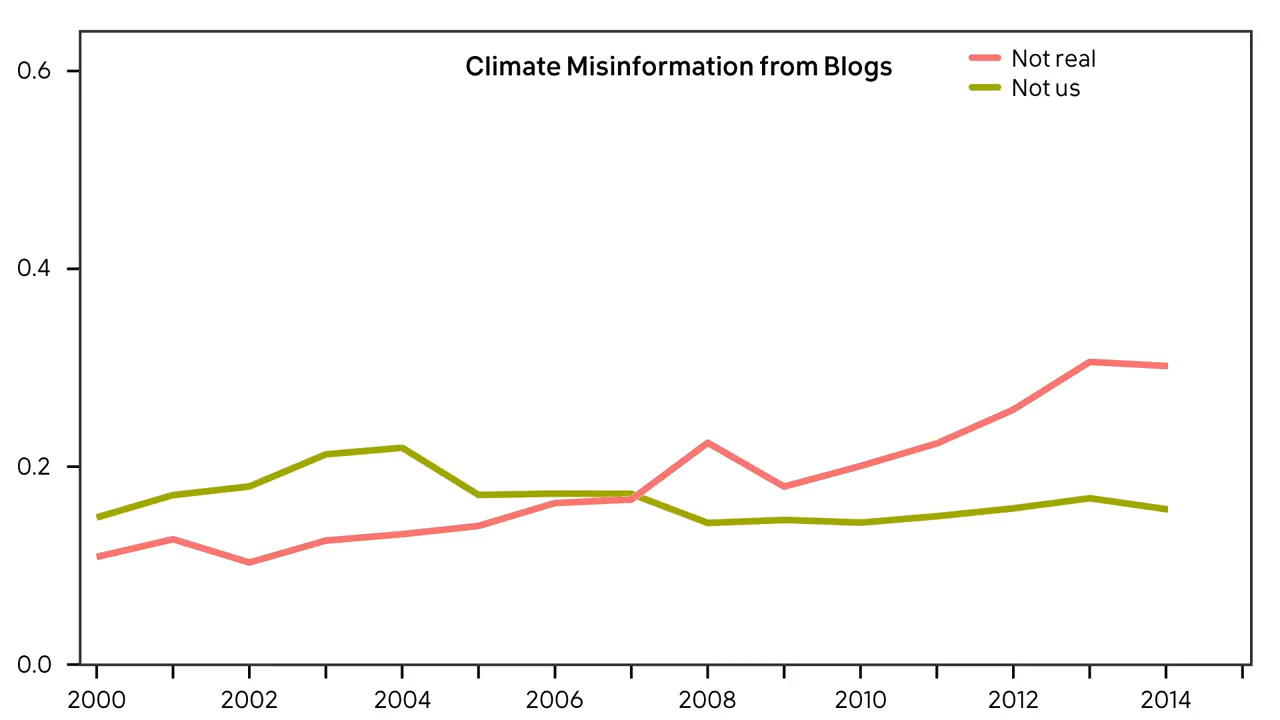 Climate Misinformation from Blogs
Not real
Not us
0.6
0.4
0.2
0.0
2000 2002 2004 2006 2008 2010 2012 2014